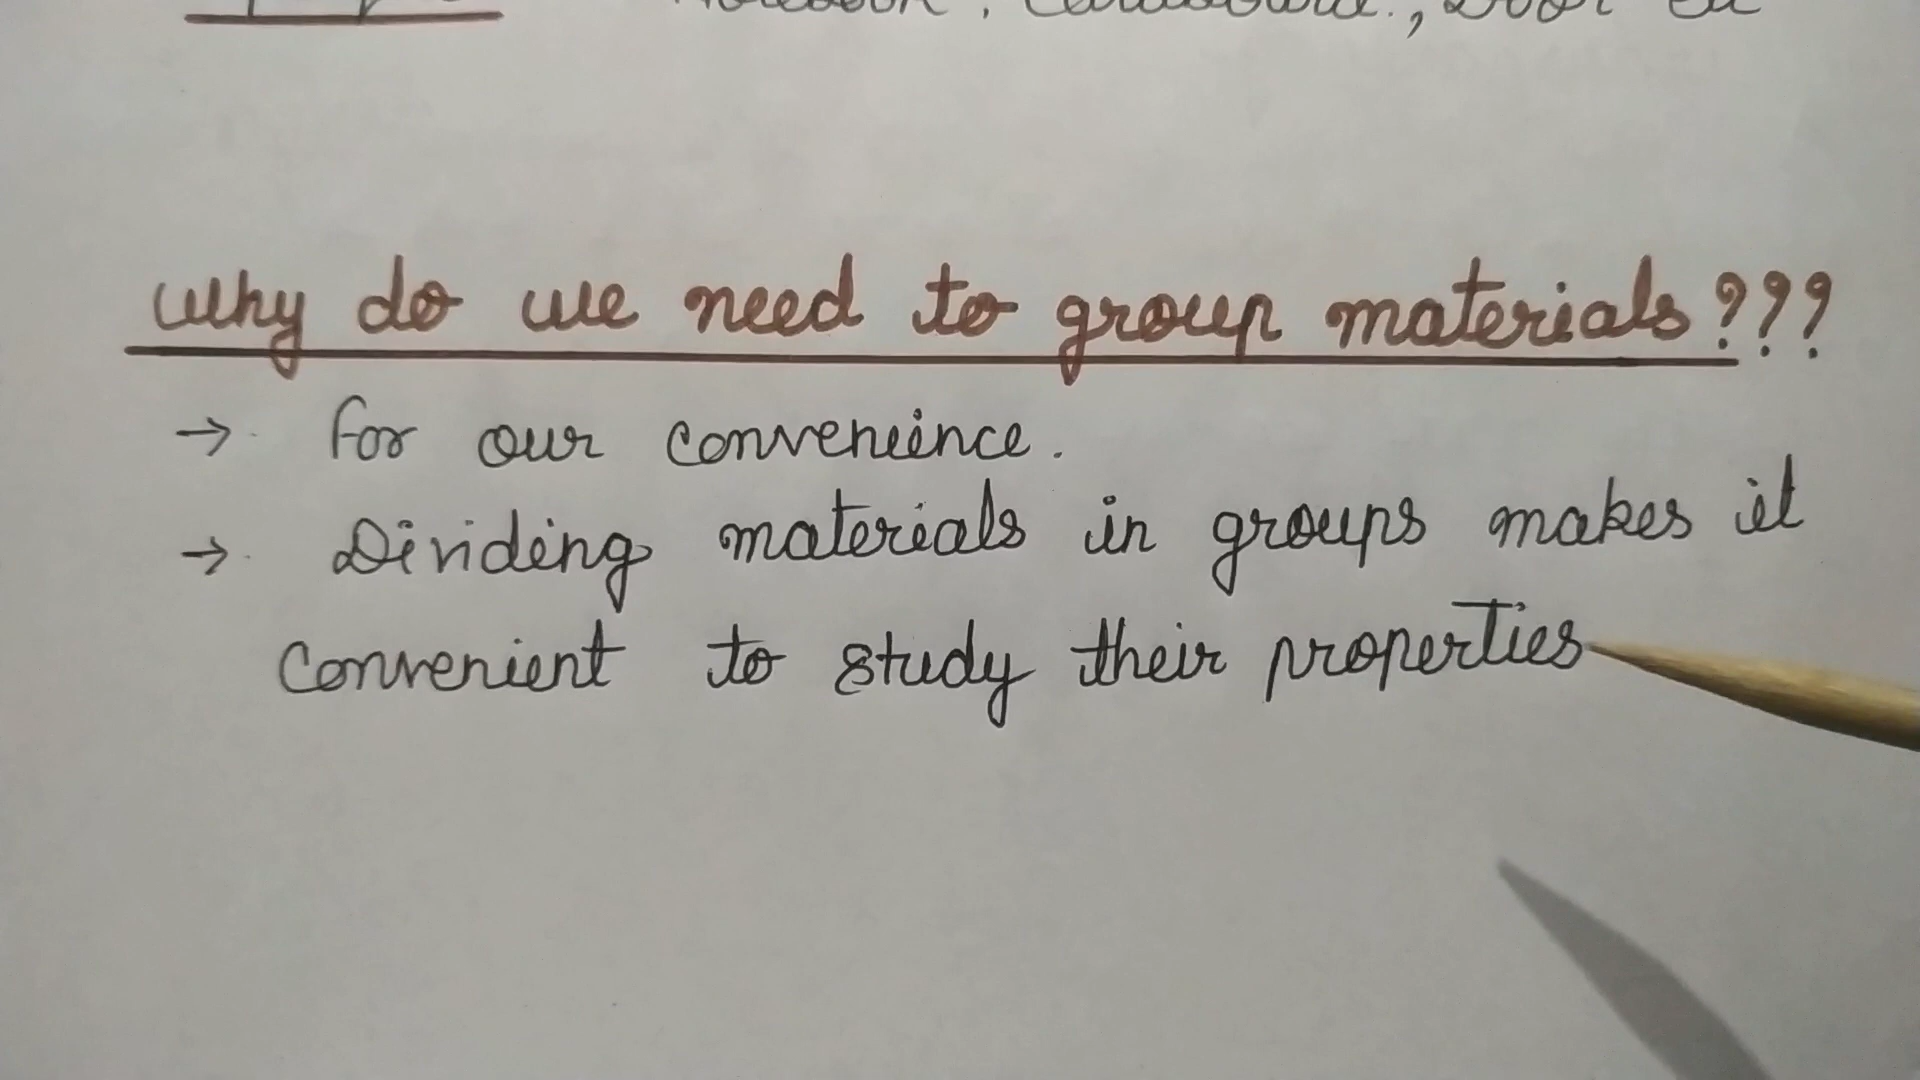 Why do we need to group materials???
→ For our conveneince.
→ Dividing materials in groups makes it
convenient to study their properties